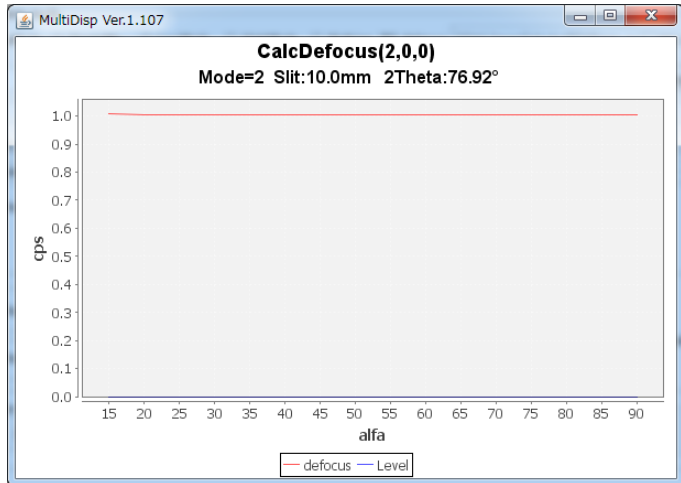 MultiDisp Ver.1.107
CalcDefocus(2,0,0)
Mode=2 Slit:10.0mm 2Theta:76.92°
1.0
0.9
0.8
0.7
0.6
0.5
0.4
0.3
0.2
0.1
0.0
cps
15 20 25 30 35 40 45 50 55 60 65 70 75 80 85 90
alfa
defocus Level